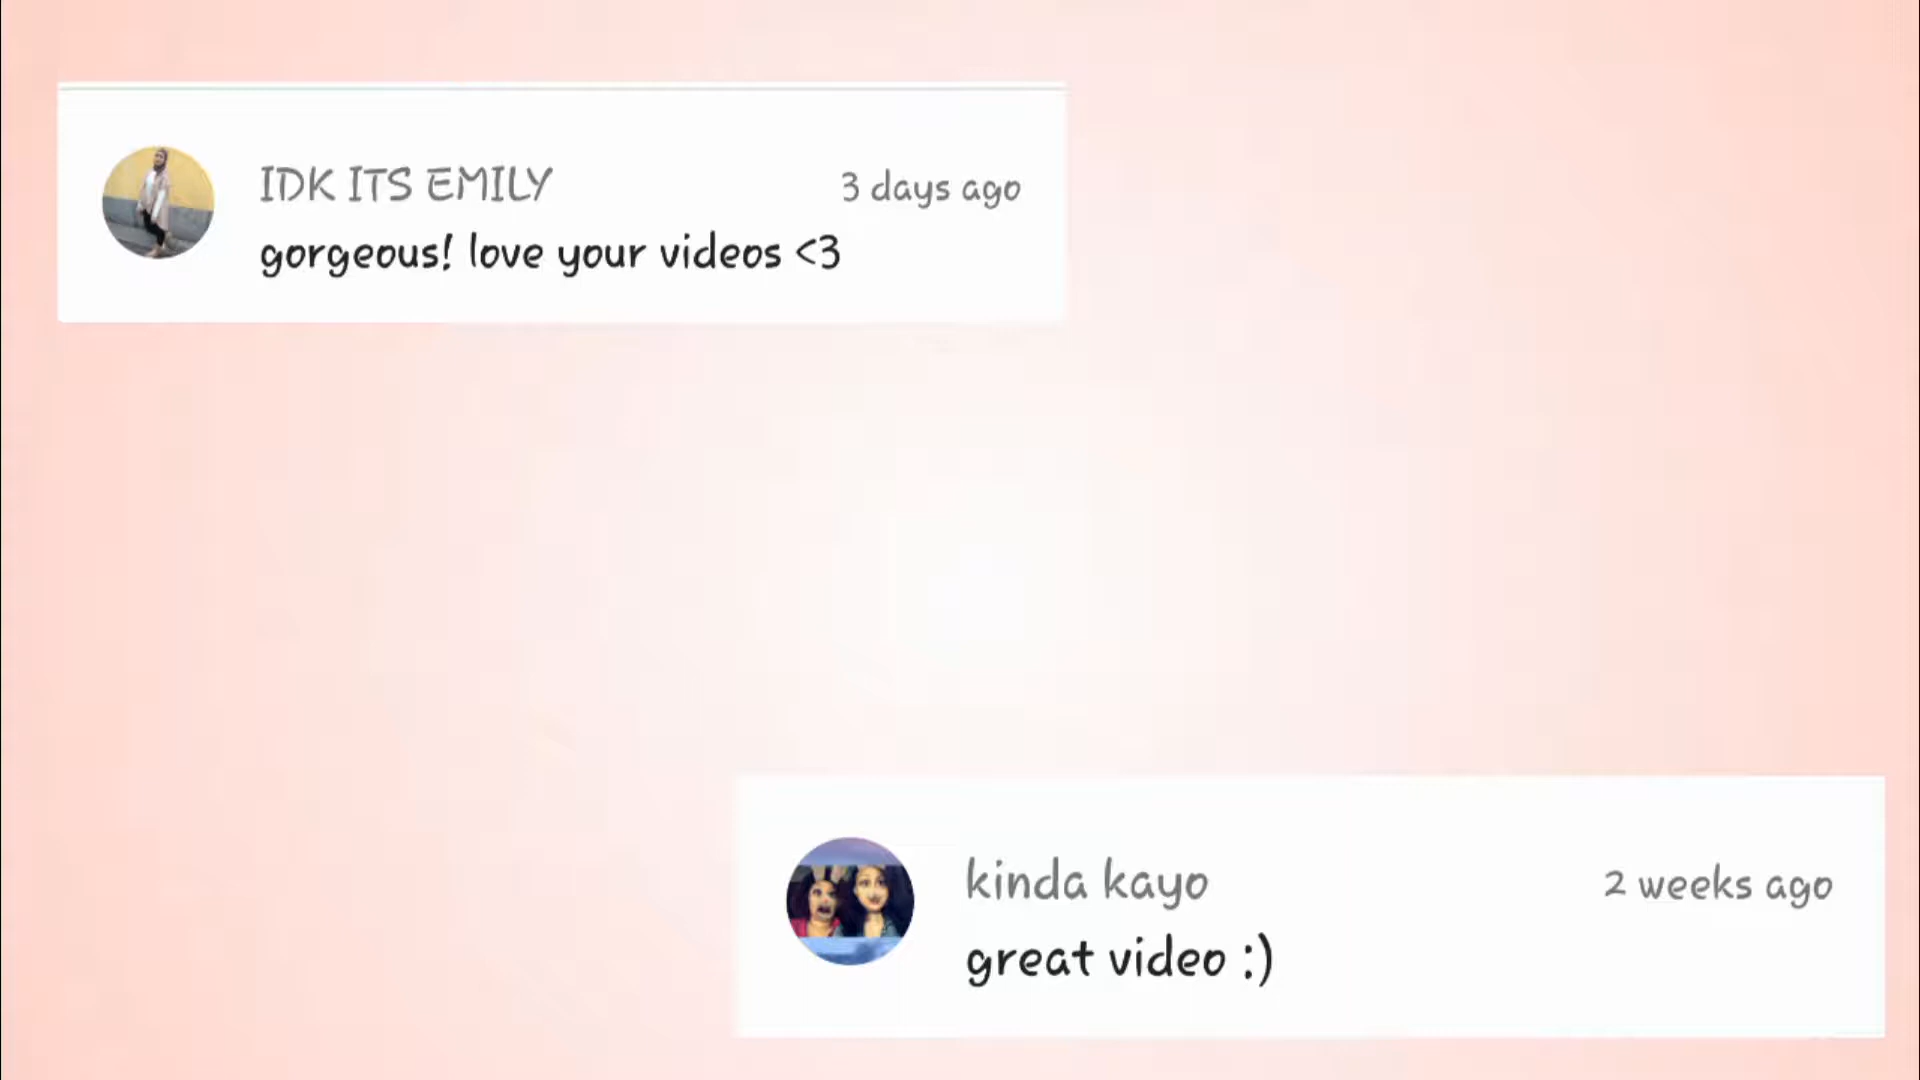 IDK ITS EMILY 3 days ago
gorgeous! love your videos <3
kinda kayo 2 weeks ago
great video :)